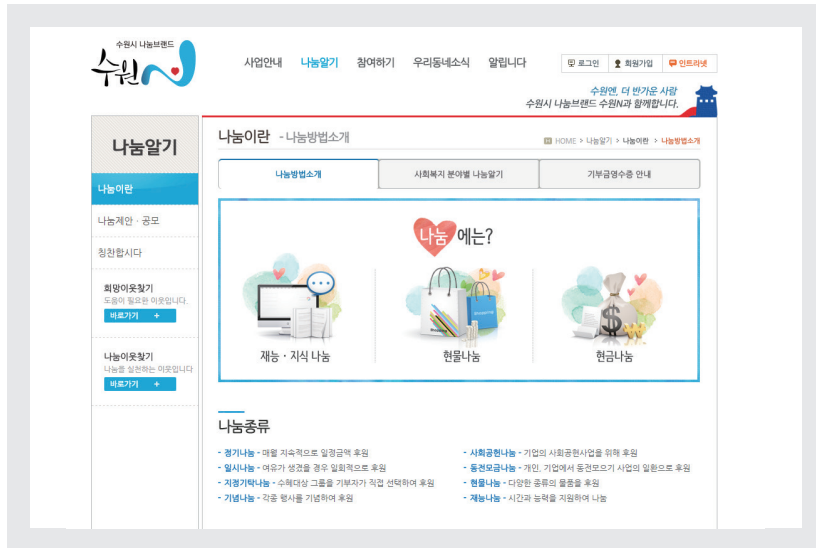 수원시 나눔브랜드
수원N
사업안내 나눔알기 참여하기 우리동네소식 알립니다
로그인 회원가입 인트라넷
수원엔, 더 반가운 사람
수원시 나눔브랜드 수원N과 함께합니다.
나눔알기
나눔이란
나눔제안 · 공모
칭찬합시다
희망이웃찾기
도움이 필요한 이웃입니다.
바로가기 +
나눔이웃찾기
나눔을 실천하는 이웃입니다
바로가기 +
나눔이란 - 나눔방법소개
HOME > 나눔알기 > 나눔이란 > 나눔방법소개
나눔방법소개 사회복지 분야별 나눔알기 기부금영수증 안내
나눔 에는?
재능 · 지식 나눔 현물나눔 현금나눔
나눔종류
- 정기나눔 - 매월 지속적으로 일정금액 후원
- 일시나눔 - 여유가 생겼을 경우 일회적으로 후원
- 지정기탁나눔 - 수혜대상 그룹을 기부자가 직접 선택하여 후원
- 기념나눔 - 각종 행사를 기념하여 후원
- 사회공헌나눔 - 기업의 사회공헌사업을 위해 후원
- 동전모금나눔 - 개인, 기업에서 동전모으기 사업의 일환으로 후원
- 현물나눔 - 다양한 종류의 물품을 후원
- 재능나눔 - 시간과 능력을 지원하여 나눔